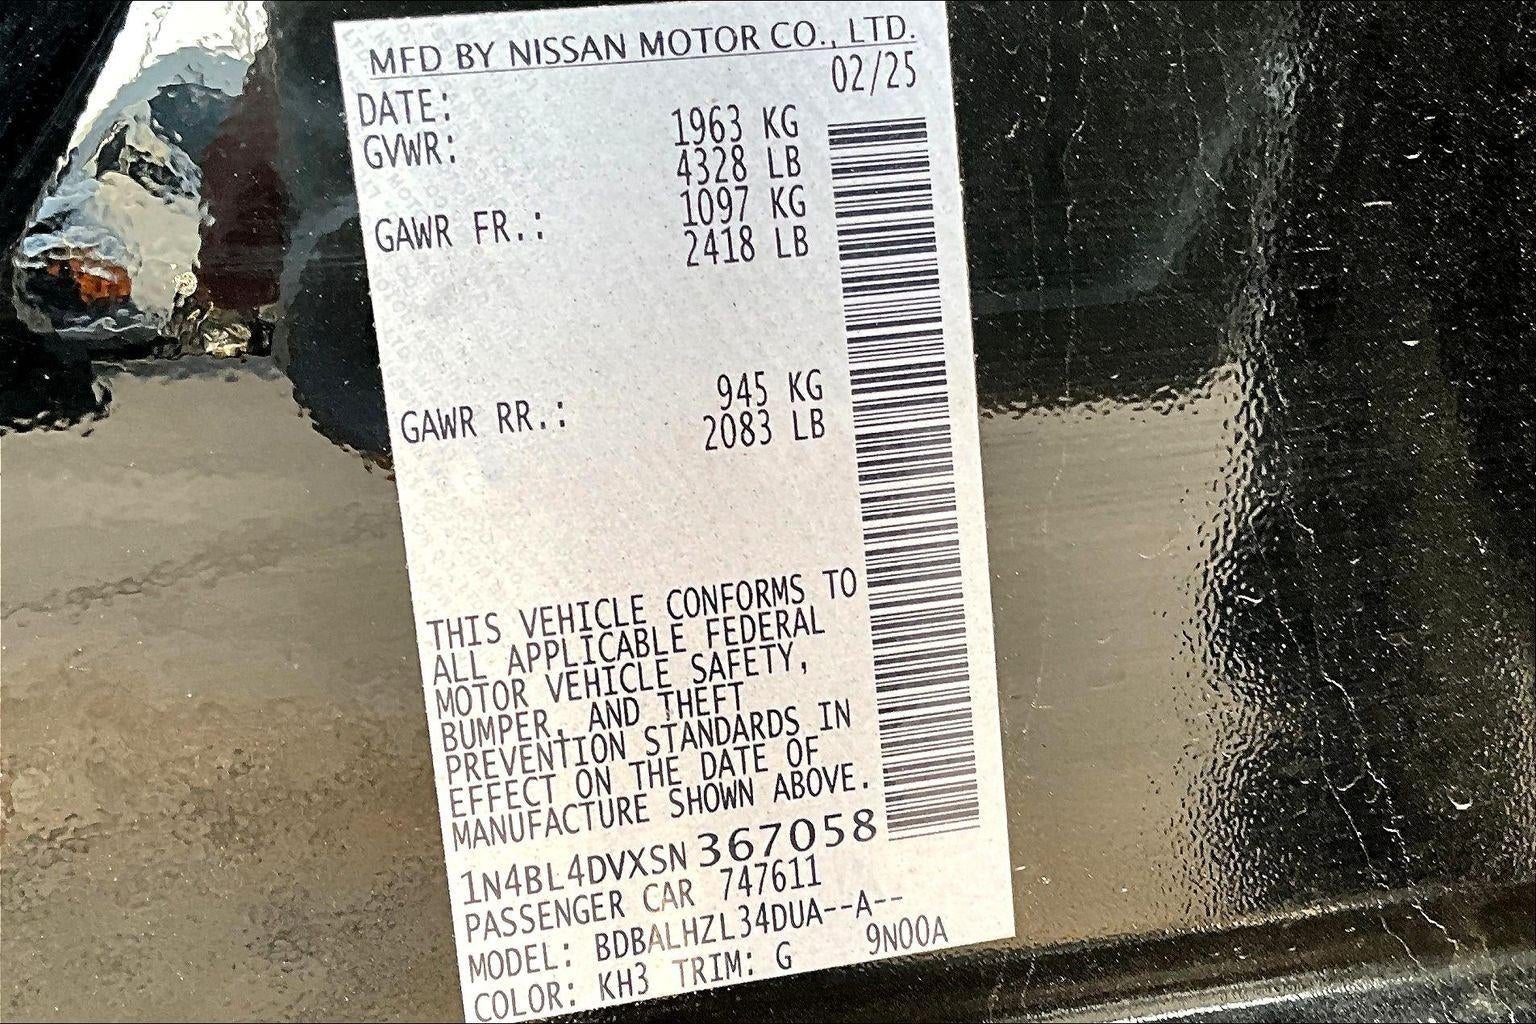 MFD BY NISSAN MOTOR CO., LTD.
DATE: 02/25
GVWR: 1963 KG
4328 LB
GAWR FR.: 1097 KG
2418 LB
GAWR RR.: 945 KG
2083 LB
THIS VEHICLE CONFORMS TO
ALL APPLICABLE FEDERAL
MOTOR VEHICLE SAFETY,
BUMPER, AND THEFT
PREVENTION STANDARDS IN
EFFECT ON THE DATE OF
MANUFACTURE SHOWN ABOVE.
1N4BL4DVXSN 367058
PASSENGER CAR 747611
MODEL: BDBALHZL34DUA--A--
COLOR: KH3 TRIM: G 9N00A